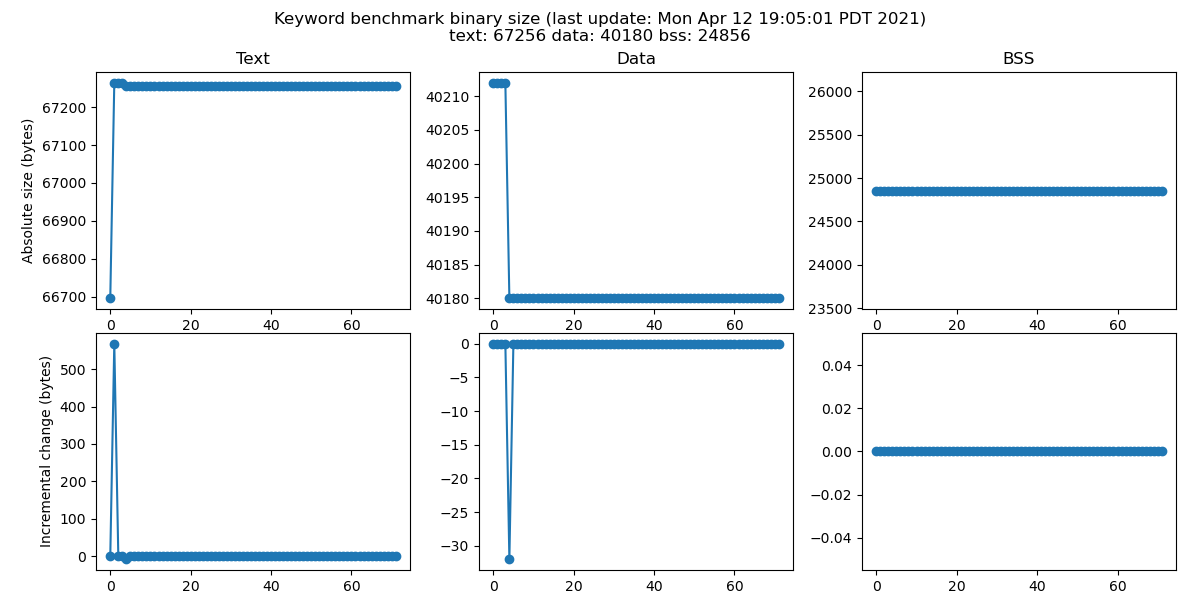 Keyword benchmark binary size (last update: Mon Apr 12 19:05:01 PDT 2021)
text: 67256 data: 40180 bss: 24856
Text
Data
BSS
Absolute size (bytes)
67200
67100
67000
66900
66800
66700
0 20 40 60
40210
40205
40200
40195
40190
40185
40180
0 20 40 60
26000
25500
25000
24500
24000
23500
0 20 40 60
Incremental change (bytes)
500
400
300
200
100
0
0 20 40 60
0
−5
−10
−15
−20
−25
−30
0 20 40 60
0.04
0.02
0.00
−0.02
−0.04
0 20 40 60